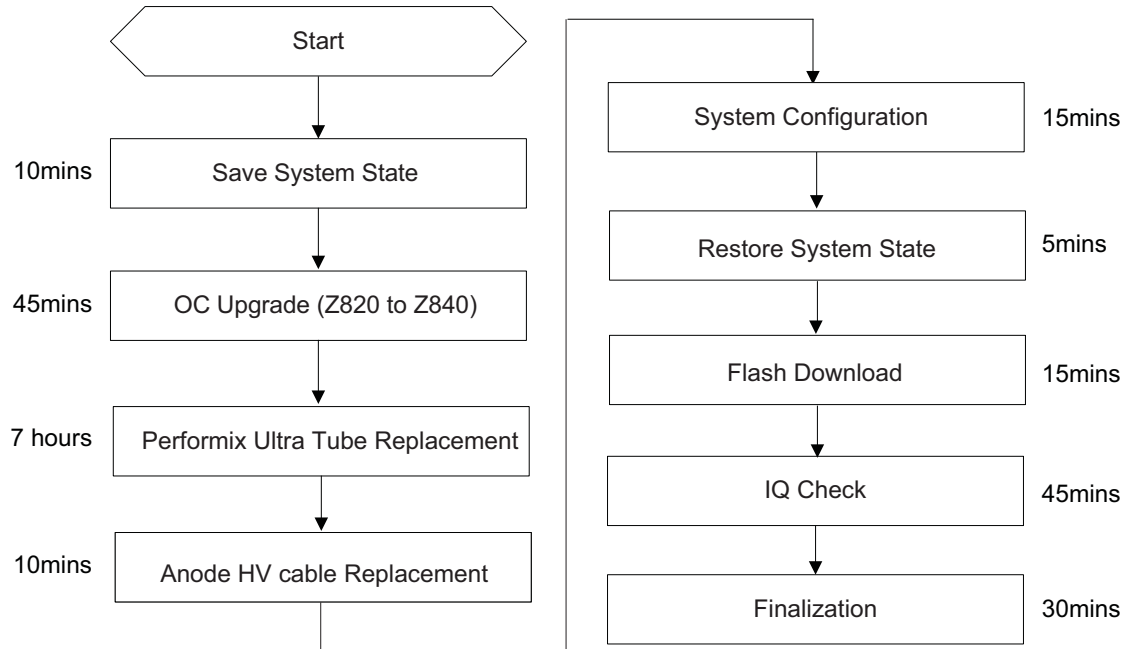 Start
10mins
Save System State
45mins
OC Upgrade (Z820 to Z840)
7 hours
Performix Ultra Tube Replacement
10mins
Anode HV cable Replacement
System Configuration
15mins
Restore System State
5mins
Flash Download
15mins
IQ Check
45mins
Finalization
30mins